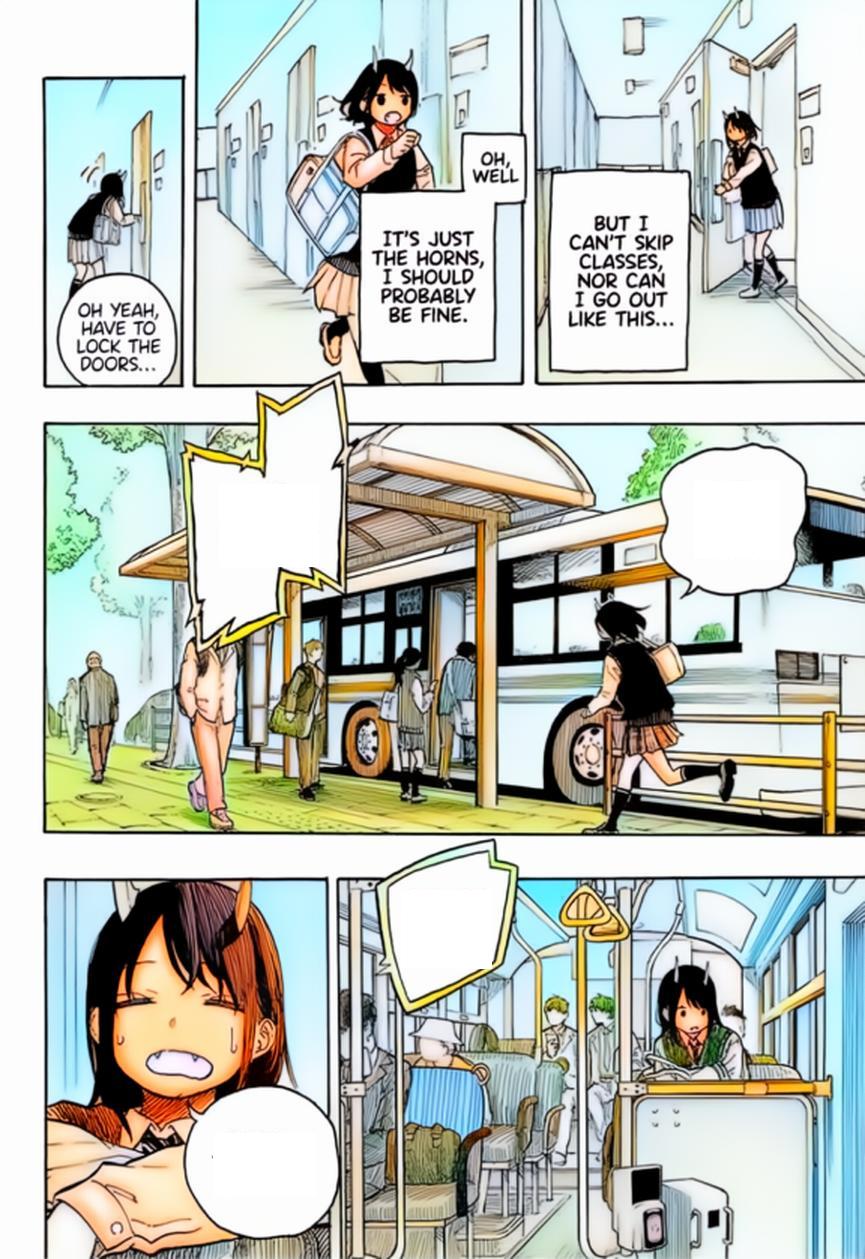 BUT I
CAN'T SKIP
CLASSES,
NOR CAN
I GO OUT
LIKE THIS...
OH,
WELL
IT'S JUST
THE HORNS,
I SHOULD
PROBABLY
BE FINE.
OH YEAH,
HAVE TO
LOCK THE
DOORS...